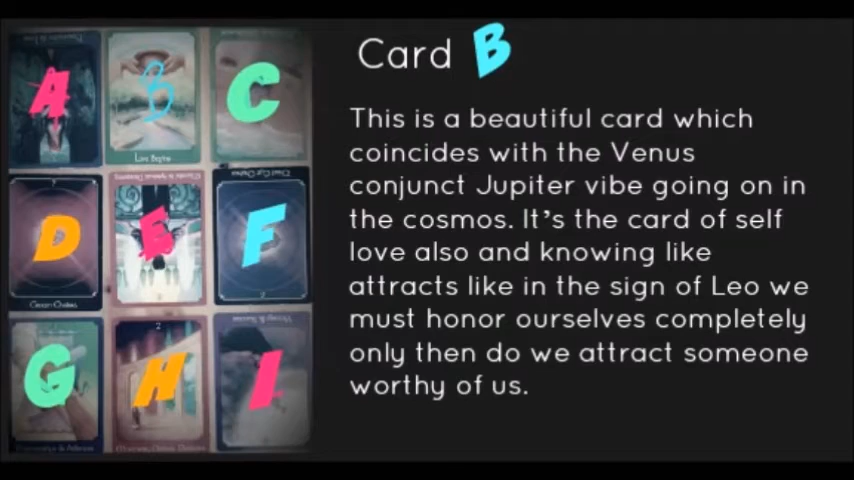 Card B
This is a beautiful card which
coincides with the Venus
conjunct Jupiter vibe going on in
the cosmos. It's the card of self
love also and knowing like
attracts like in the sign of Leo we
must honor ourselves completely
only then do we attract someone
worthy of us.
A
B
C
D
E
F
2
G
H
2
I